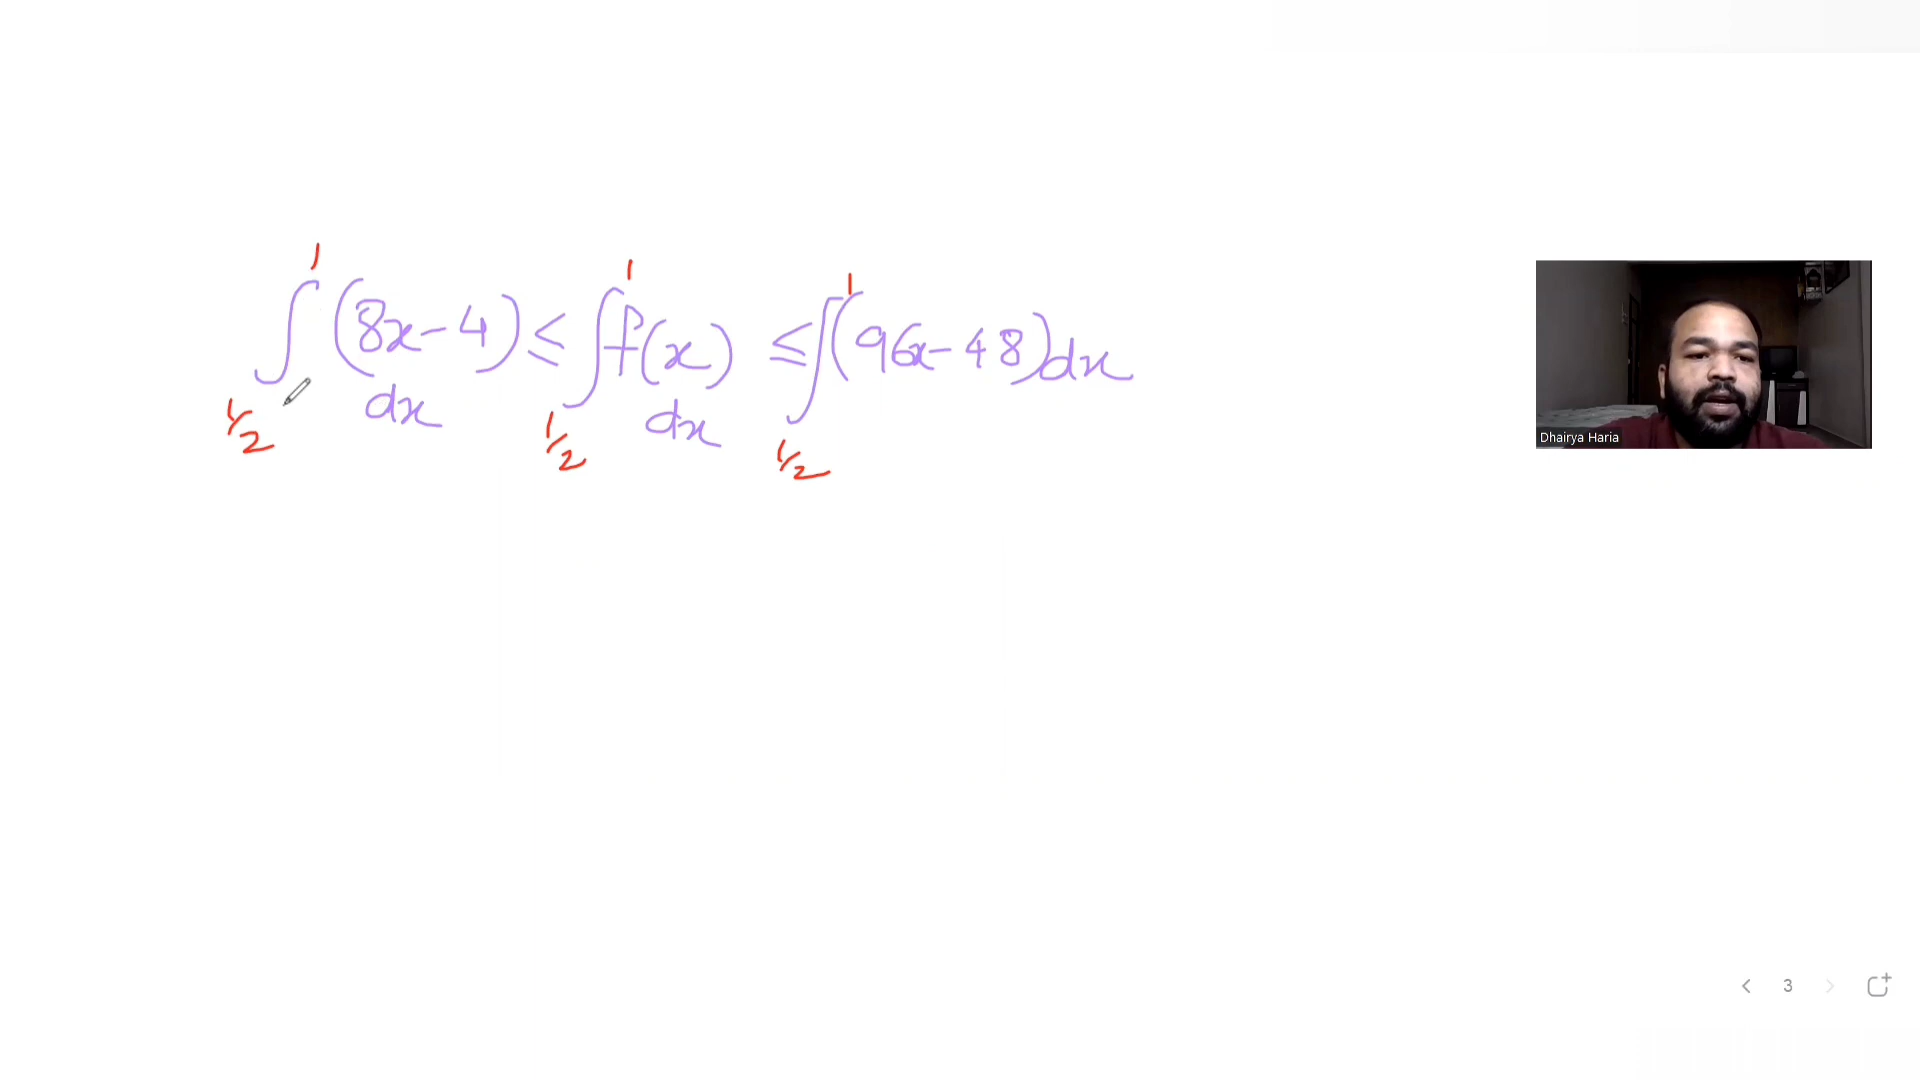 ∫_{1/2}^{1} (8x-4) dx ≤ ∫_{1/2}^{1} f(x) dx ≤ ∫_{1/2}^{1} (96x-48) dx
Dhairya Haria
3